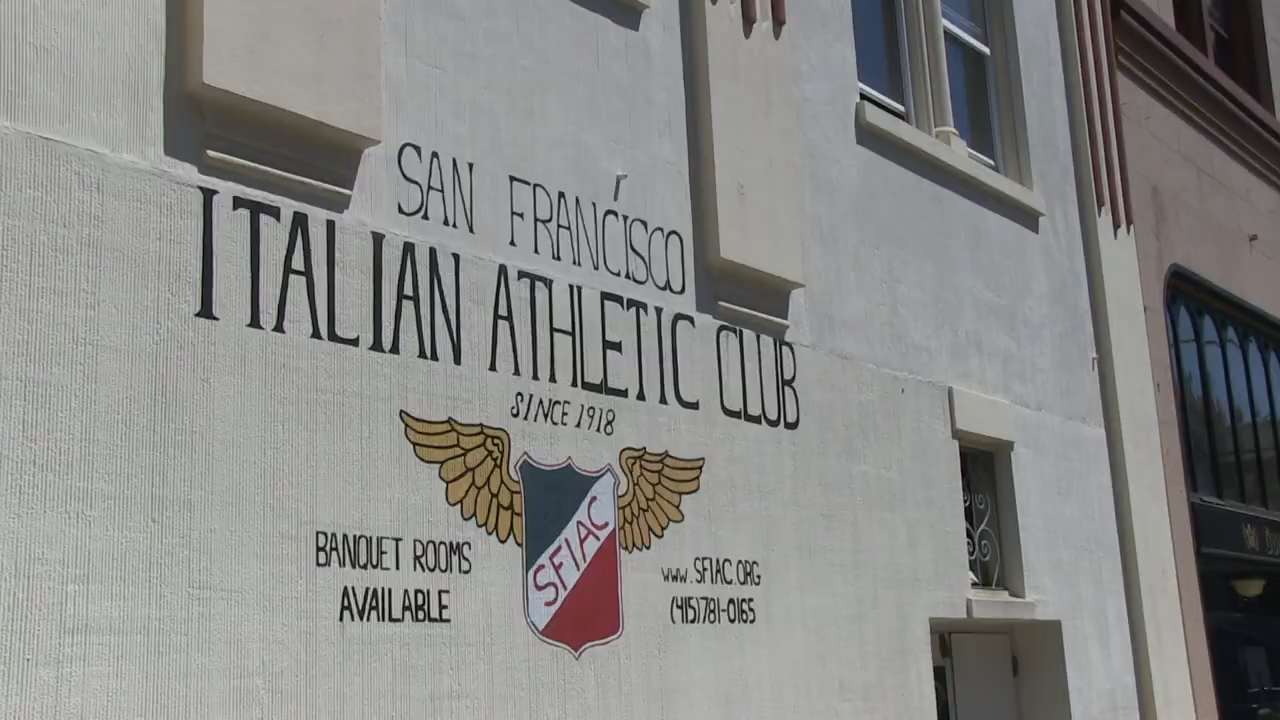 SAN FRANCISCO
ITALIAN ATHLETIC CLUB
SINCE 1918
SFIAC
BANQUET ROOMS
AVAILABLE
www.SFIAC.ORG
(415)781-0165